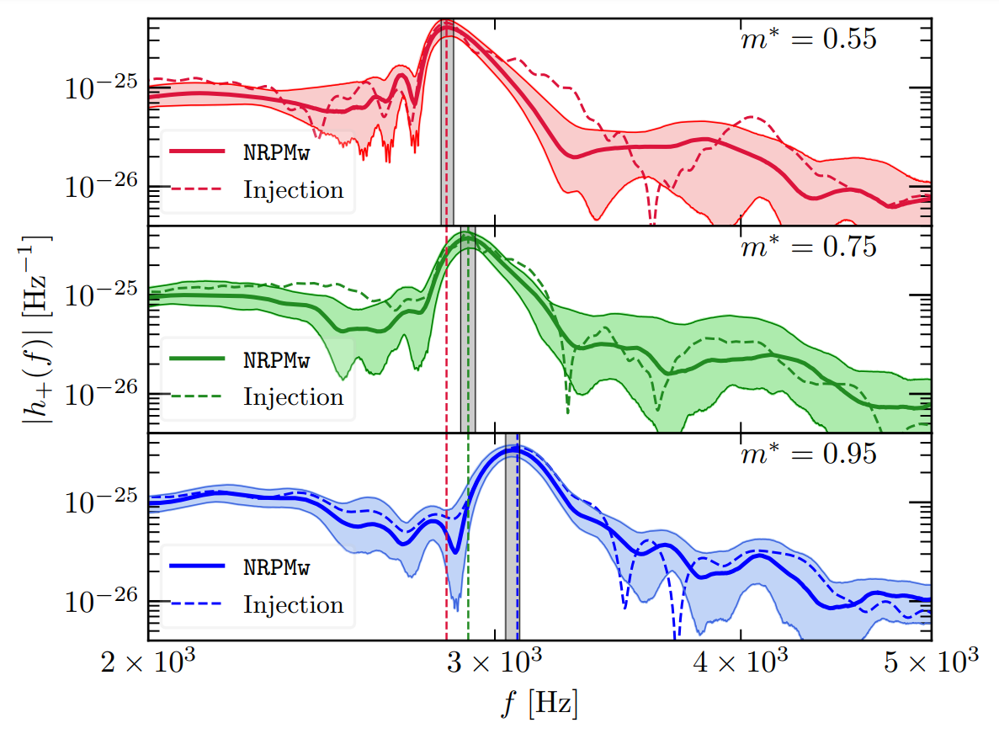 m* = 0.55
10⁻²⁵
10⁻²⁶
NRPMw
Injection
m* = 0.75
10⁻²⁵
10⁻²⁶
NRPMw
Injection
m* = 0.95
10⁻²⁵
10⁻²⁶
NRPMw
Injection
|h₊(f)| [Hz⁻¹]
2 × 10³
3 × 10³
4 × 10³
5 × 10³
f [Hz]